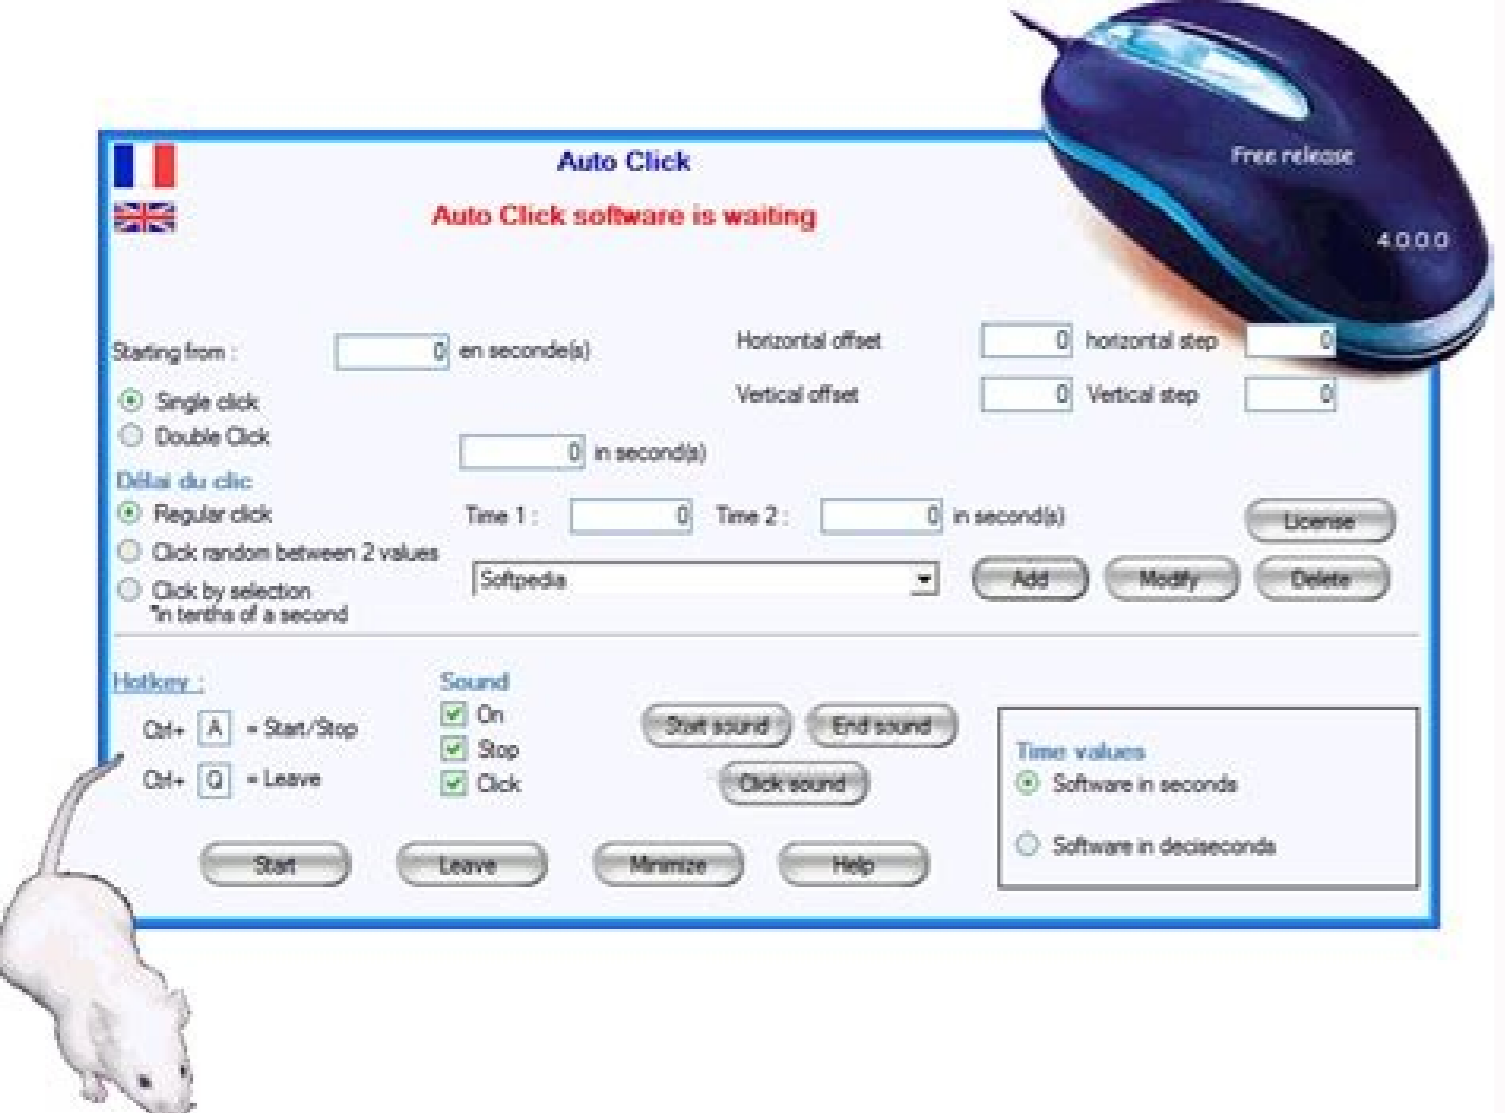 Auto Click
Free release
Auto Click software is waiting
4.0.0.0
Starting from : 0 en seconde(s)
Horizontal offset 0 horizontal step 0
Vertical offset 0 Vertical step 0
Single click
Double Click
0 in second(s)
Délai du clic
Regular click
Time 1 : 0 Time 2 : 0 in second(s)
License
Click random between 2 values
Click by selection
"in tenths of a second
Softpedia
Add Modify Delete
Hotkey :
Ctrl+ A = Start/Stop
Ctrl+ Q = Leave
Sound
On
Stop
Click
Start sound End sound
Click sound
Time values
Software in seconds
Software in deciseconds
Start Leave Minimize Help